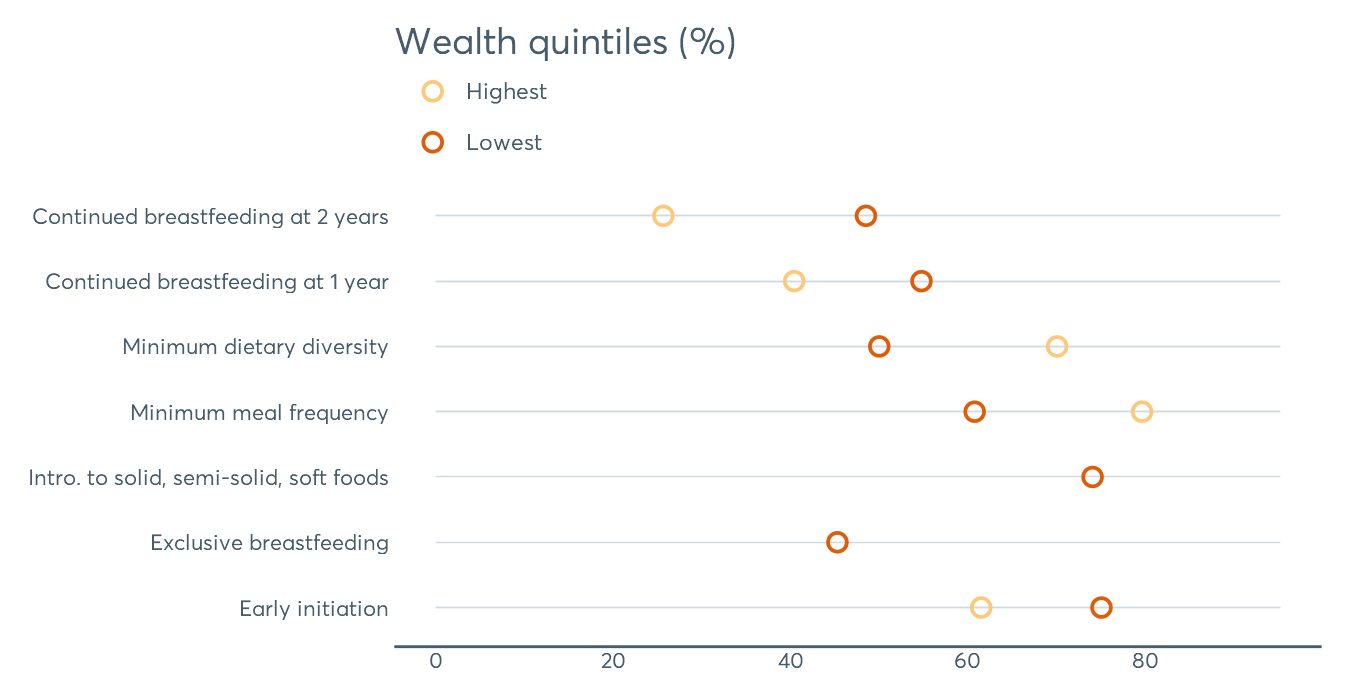 Wealth quintiles (%)
Highest
Lowest
Continued breastfeeding at 2 years
Continued breastfeeding at 1 year
Minimum dietary diversity
Minimum meal frequency
Intro. to solid, semi-solid, soft foods
Exclusive breastfeeding
Early initiation
0 20 40 60 80